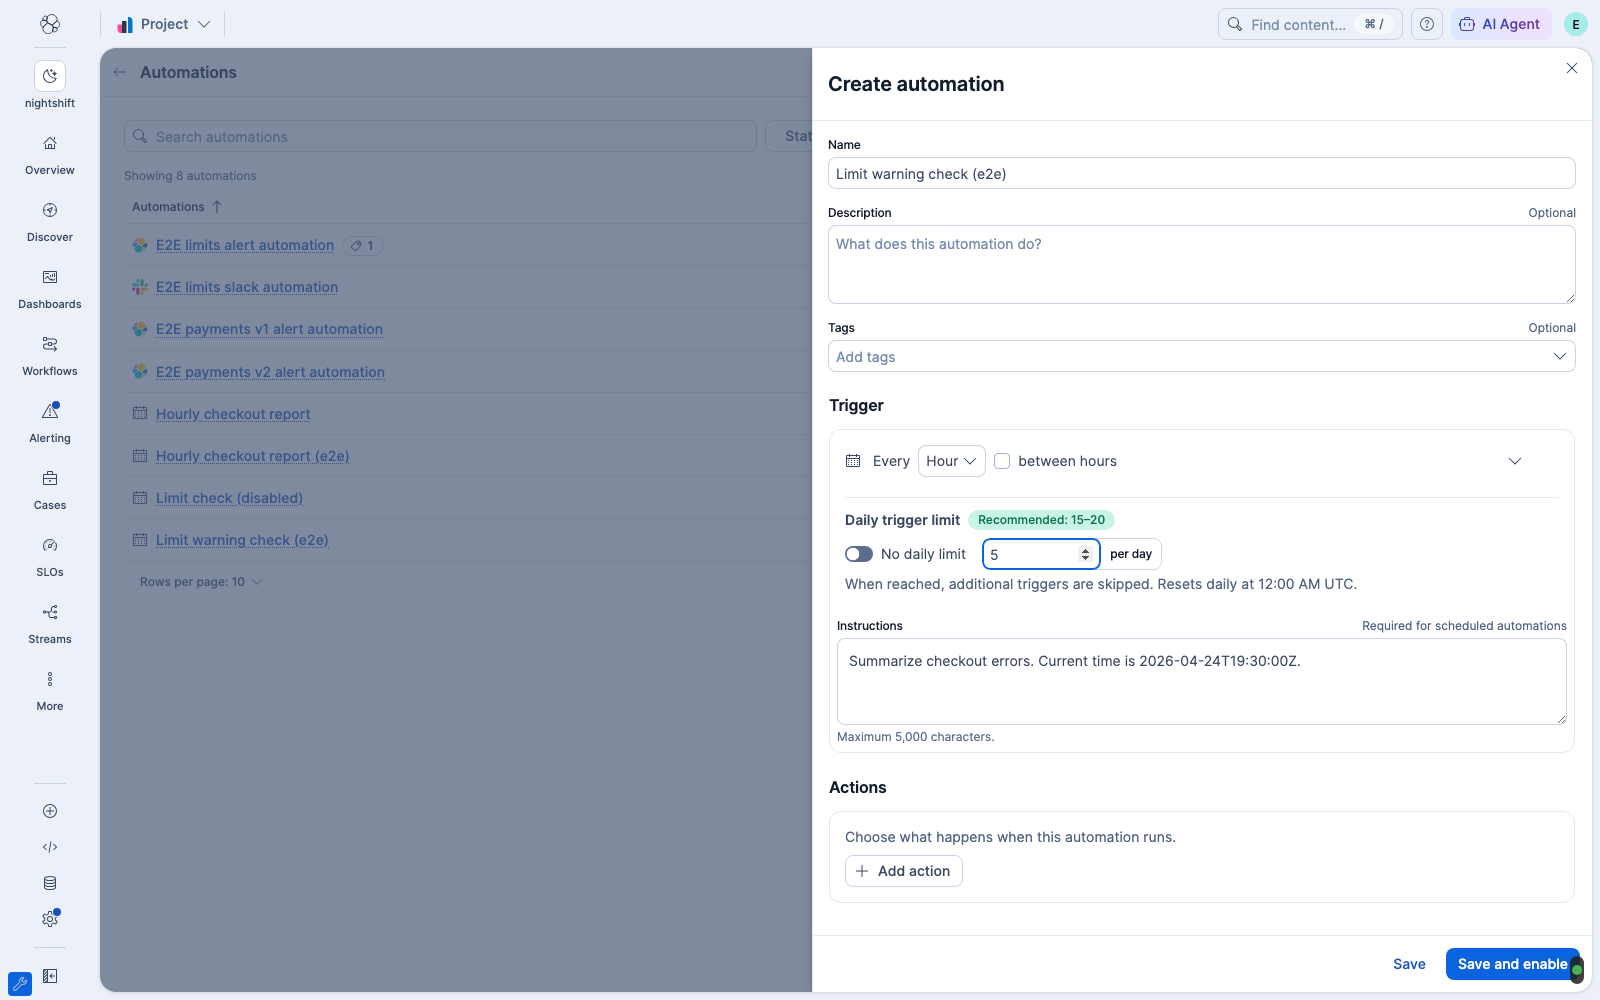 Project
Find content...
⌘ /
AI Agent
E
nightshift
Overview
Discover
Dashboards
Workflows
Alerting
Cases
SLOs
Streams
More
Automations
Search automations
Stat
Showing 8 automations
Automations
E2E limits alert automation
1
E2E limits slack automation
E2E payments v1 alert automation
E2E payments v2 alert automation
Hourly checkout report
Hourly checkout report (e2e)
Limit check (disabled)
Limit warning check (e2e)
Rows per page: 10
Create automation
Name
Limit warning check (e2e)
Description
Optional
What does this automation do?
Tags
Optional
Add tags
Trigger
Every
Hour
between hours
Daily trigger limit
Recommended: 15–20
No daily limit
5
per day
When reached, additional triggers are skipped. Resets daily at 12:00 AM UTC.
Instructions
Required for scheduled automations
Summarize checkout errors. Current time is 2026-04-24T19:30:00Z.
Maximum 5,000 characters.
Actions
Choose what happens when this automation runs.
Add action
Save
Save and enable